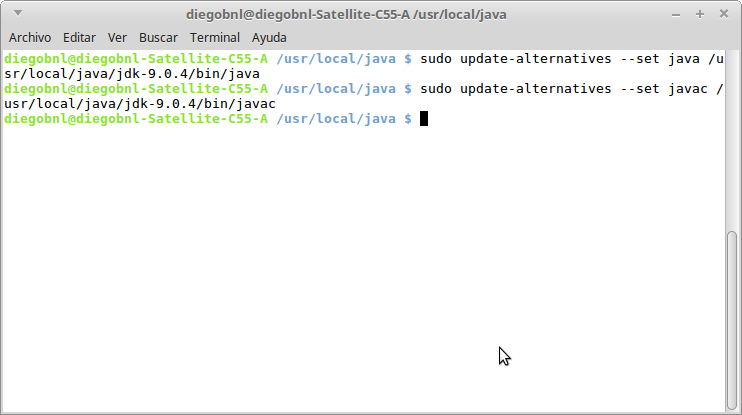 diegobnl@diegobnl-Satellite-C55-A /usr/local/java
Archivo Editar Ver Buscar Terminal Ayuda
diegobnl@diegobnl-Satellite-C55-A /usr/local/java $ sudo update-alternatives --set java /u
sr/local/java/jdk-9.0.4/bin/java
diegobnl@diegobnl-Satellite-C55-A /usr/local/java $ sudo update-alternatives --set javac /
usr/local/java/jdk-9.0.4/bin/javac
diegobnl@diegobnl-Satellite-C55-A /usr/local/java $